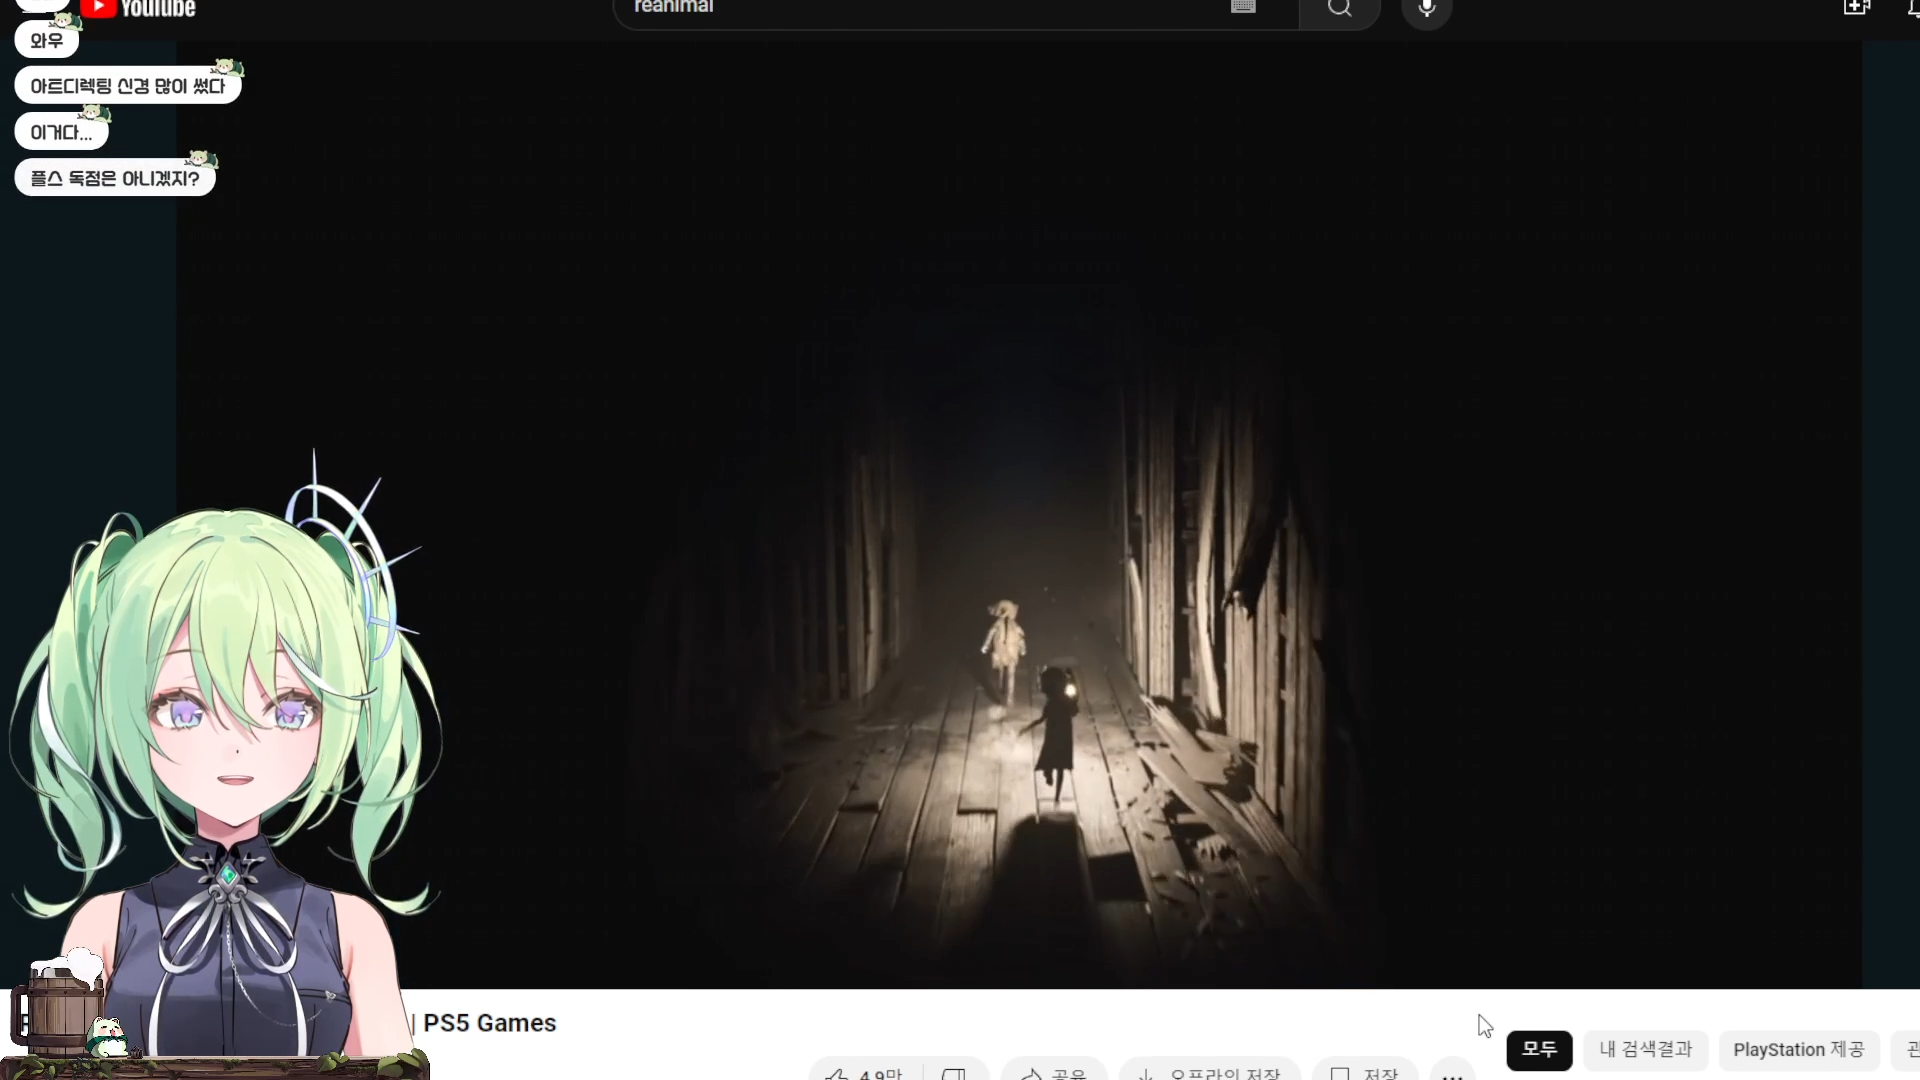 YouTube
reanimal
와우
아트디렉팅 신경 많이 썼다
이거다...
플스 독점은 아니겠지?
| PS5 Games
모두
내 검색결과
PlayStation 제공
4.9만
공유
오프라인 저장
저장